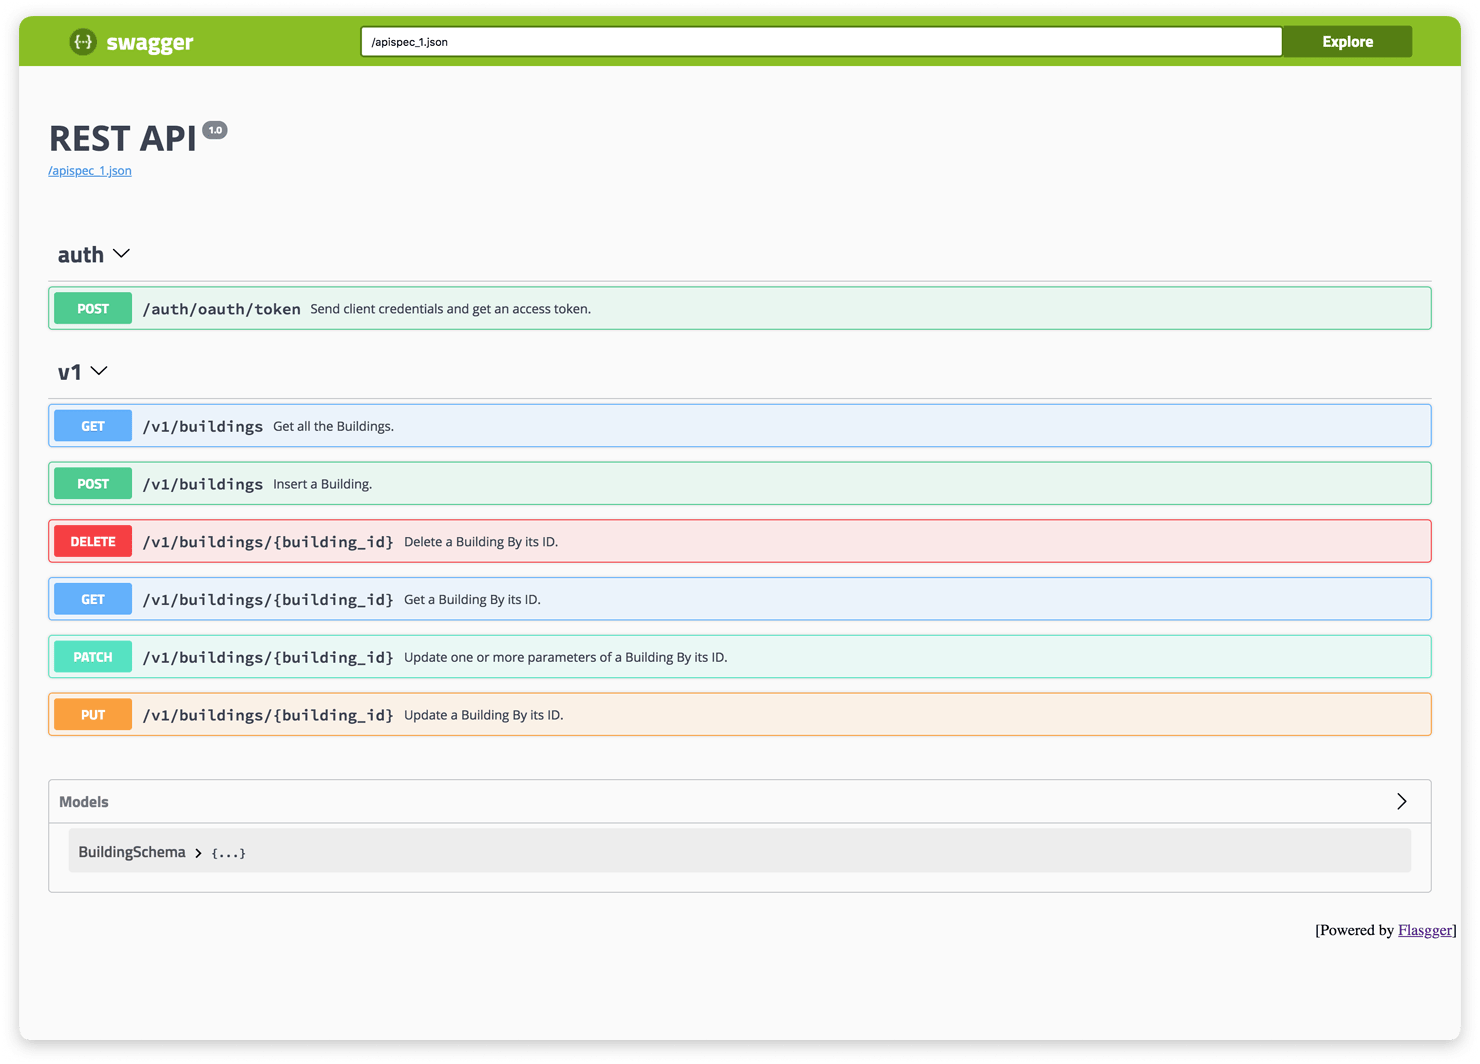 {...} swagger /apispec_1.json Explore
REST API 1.0
/apispec_1.json
auth
POST /auth/oauth/token Send client credentials and get an access token.
v1
GET /v1/buildings Get all the Buildings.
POST /v1/buildings Insert a Building.
DELETE /v1/buildings/{building_id} Delete a Building By its ID.
GET /v1/buildings/{building_id} Get a Building By its ID.
PATCH /v1/buildings/{building_id} Update one or more parameters of a Building By its ID.
PUT /v1/buildings/{building_id} Update a Building By its ID.
Models
BuildingSchema > {...}
[Powered by Flasgger]